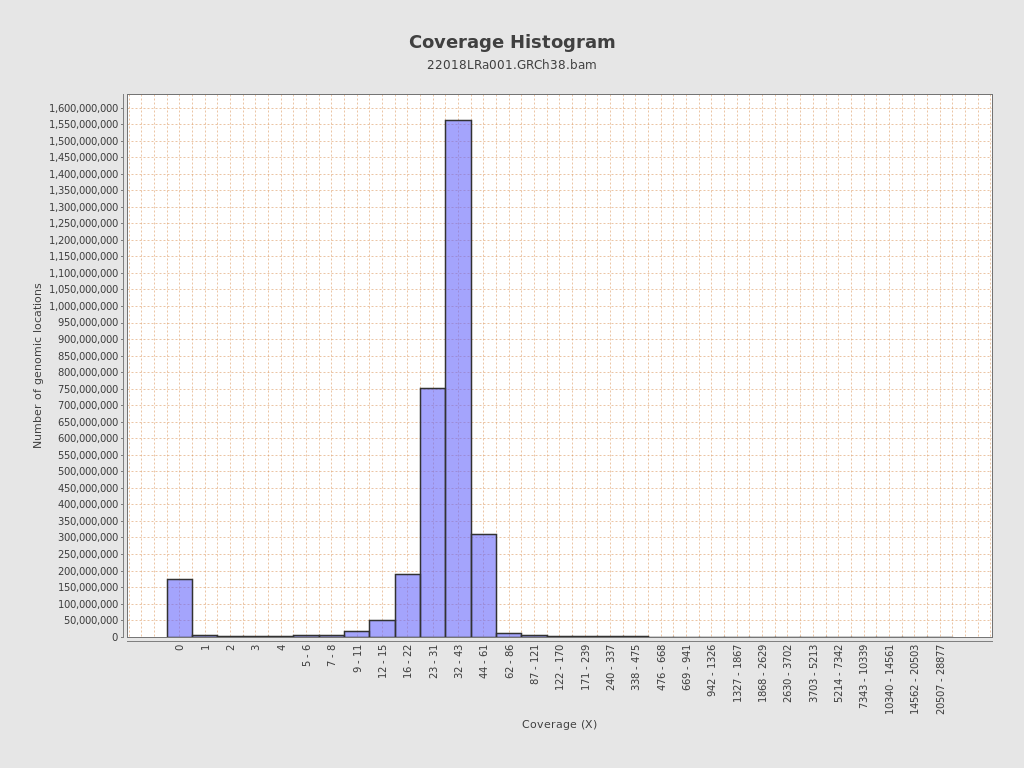 Coverage Histogram
22018LRa001.GRCh38.bam
Number of genomic locations
1,600,000,000
1,550,000,000
1,500,000,000
1,450,000,000
1,400,000,000
1,350,000,000
1,300,000,000
1,250,000,000
1,200,000,000
1,150,000,000
1,100,000,000
1,050,000,000
1,000,000,000
950,000,000
900,000,000
850,000,000
800,000,000
750,000,000
700,000,000
650,000,000
600,000,000
550,000,000
500,000,000
450,000,000
400,000,000
350,000,000
300,000,000
250,000,000
200,000,000
150,000,000
100,000,000
50,000,000
0
0
1
2
3
4
5 - 6
7 - 8
9 - 11
12 - 15
16 - 22
23 - 31
32 - 43
44 - 61
62 - 86
87 - 121
122 - 170
171 - 239
240 - 337
338 - 475
476 - 668
669 - 941
942 - 1326
1327 - 1867
1868 - 2629
2630 - 3702
3703 - 5213
5214 - 7342
7343 - 10339
10340 - 14561
14562 - 20503
20507 - 28877
Coverage (X)